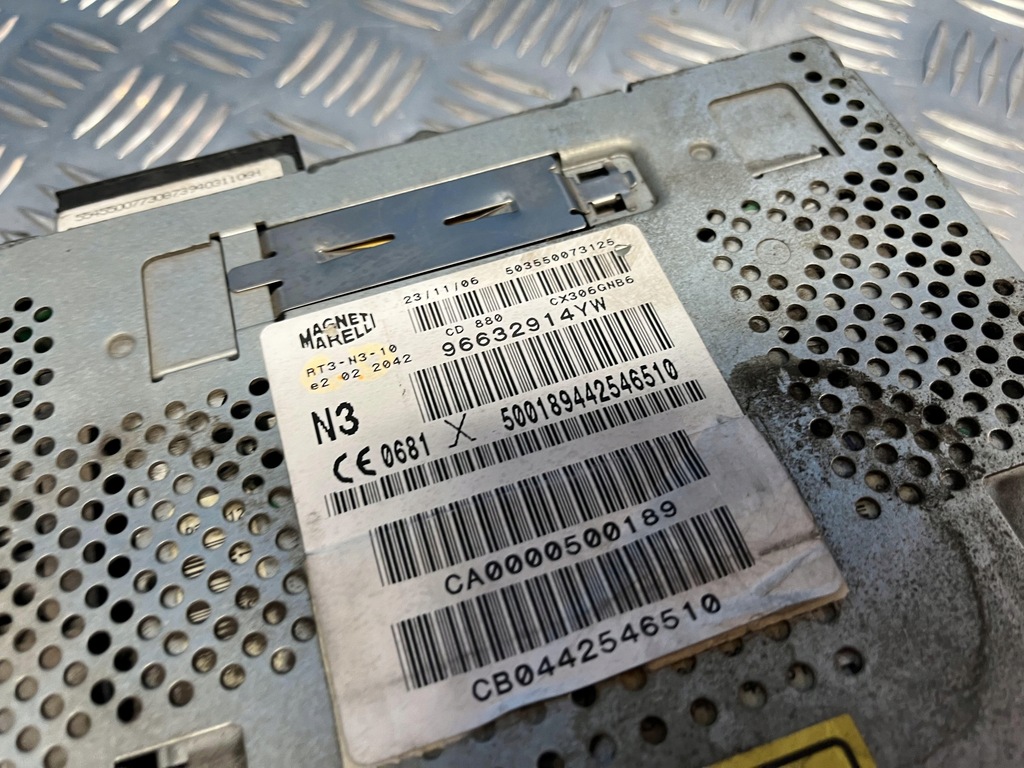 5545500773087394031106H
23/11/06 503550073125
MAGNETI
MARELLI
CD 880 CX306GNB6
RT3-N3-10
96632914YW
e2 02 2042
N3
CE 0681 X 500189442546510
CA0000500189
CB0442546510